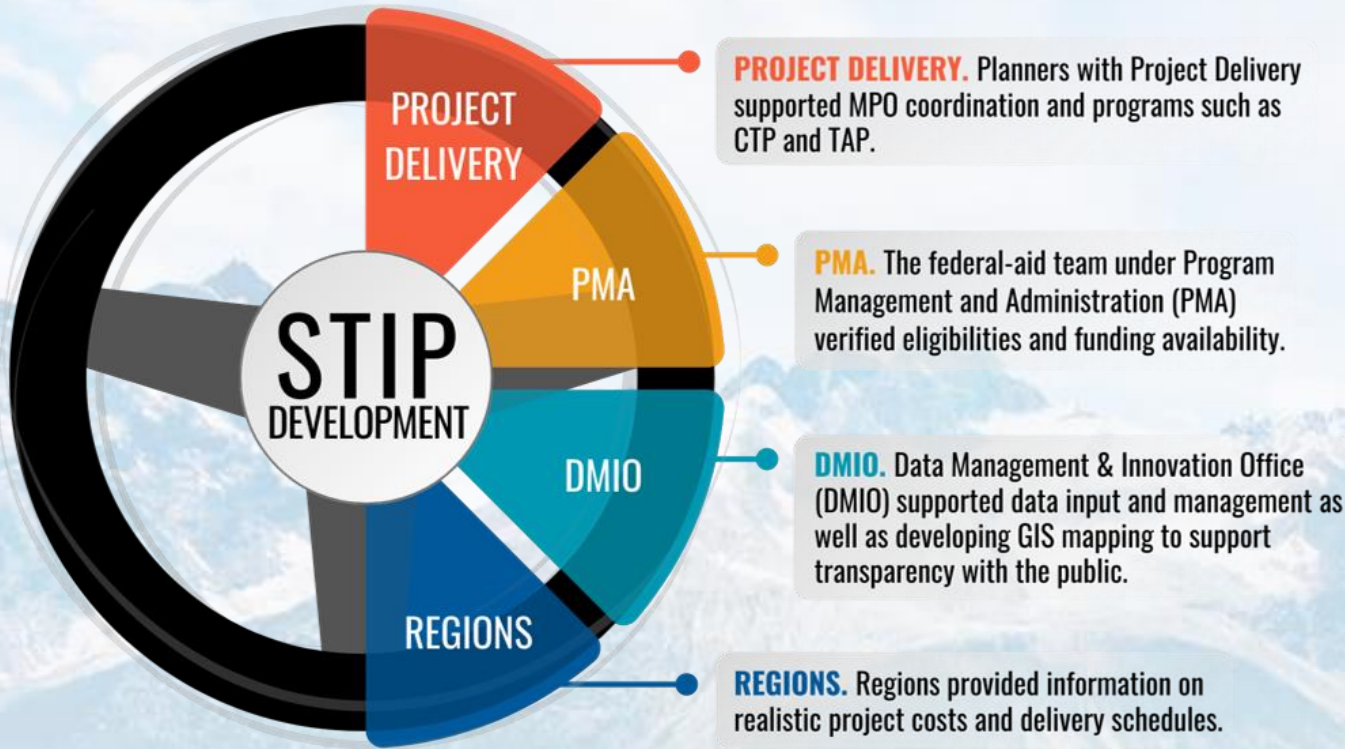 PROJECT
DELIVERY
PMA
STIP
DEVELOPMENT
DMIO
REGIONS
PROJECT DELIVERY. Planners with Project Delivery
supported MPO coordination and programs such as
CTP and TAP.
PMA. The federal-aid team under Program
Management and Administration (PMA)
verified eligibilities and funding availability.
DMIO. Data Management & Innovation Office
(DMIO) supported data input and management as
well as developing GIS mapping to support
transparency with the public.
REGIONS. Regions provided information on
realistic project costs and delivery schedules.